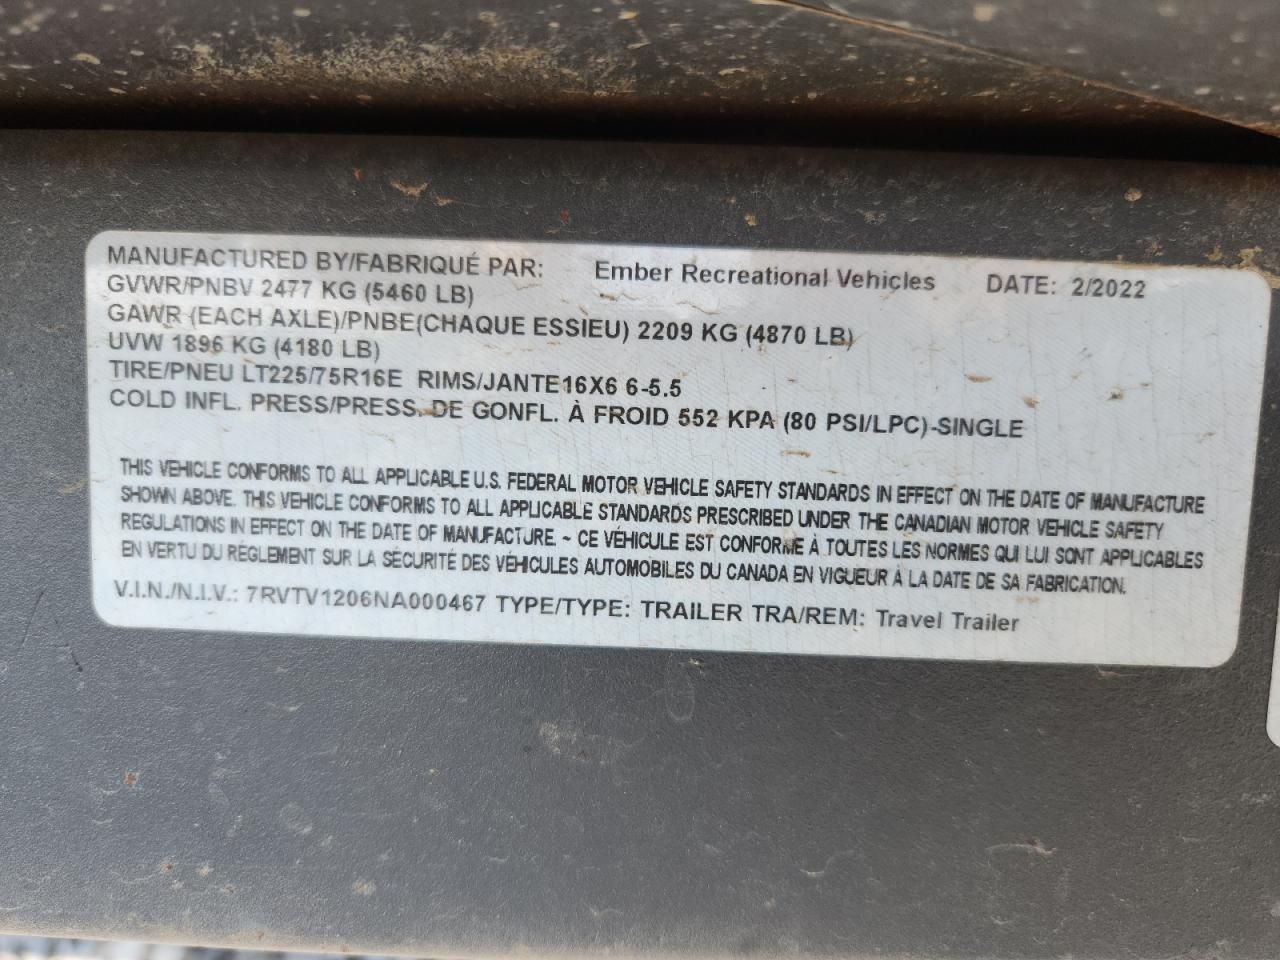 MANUFACTURED BY/FABRIQUÉ PAR: Ember Recreational Vehicles DATE: 2/2022
GVWR/PNBV 2477 KG (5460 LB)
GAWR (EACH AXLE)/PNBE(CHAQUE ESSIEU) 2209 KG (4870 LB)
UVW 1896 KG (4180 LB)
TIRE/PNEU LT225/75R16E RIMS/JANTE16X6 6-5.5
COLD INFL. PRESS/PRESS. DE GONFL. À FROID 552 KPA (80 PSI/LPC)-SINGLE
THIS VEHICLE CONFORMS TO ALL APPLICABLE U.S. FEDERAL MOTOR VEHICLE SAFETY STANDARDS IN EFFECT ON THE DATE OF MANUFACTURE
SHOWN ABOVE. THIS VEHICLE CONFORMS TO ALL APPLICABLE STANDARDS PRESCRIBED UNDER THE CANADIAN MOTOR VEHICLE SAFETY
REGULATIONS IN EFFECT ON THE DATE OF MANUFACTURE. ~ CE VÉHICULE EST CONFORME À TOUTES LES NORMES QUI LUI SONT APPLICABLES
EN VERTU DU RÉGLEMENT SUR LA SÉCURITÉ DES VÉHICULES AUTOMOBILES DU CANADA EN VIGUEUR À LA DATE DE SA FABRICATION.
V.I.N./N.I.V.: 7RVTV1206NA000467 TYPE/TYPE: TRAILER TRA/REM: Travel Trailer